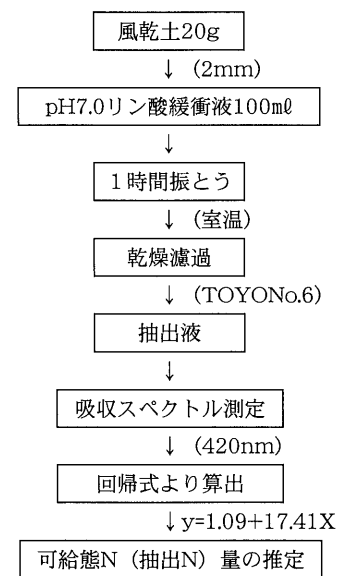 風乾土20g
↓ (2mm)
pH7.0リン酸緩衝液100mℓ
↓
1時間振とう
↓ (室温)
乾燥濾過
↓ (TOYONo.6)
抽出液
↓
吸収スペクトル測定
↓ (420nm)
回帰式より算出
↓y=1.09+17.41X
可給態N(抽出N)量の推定